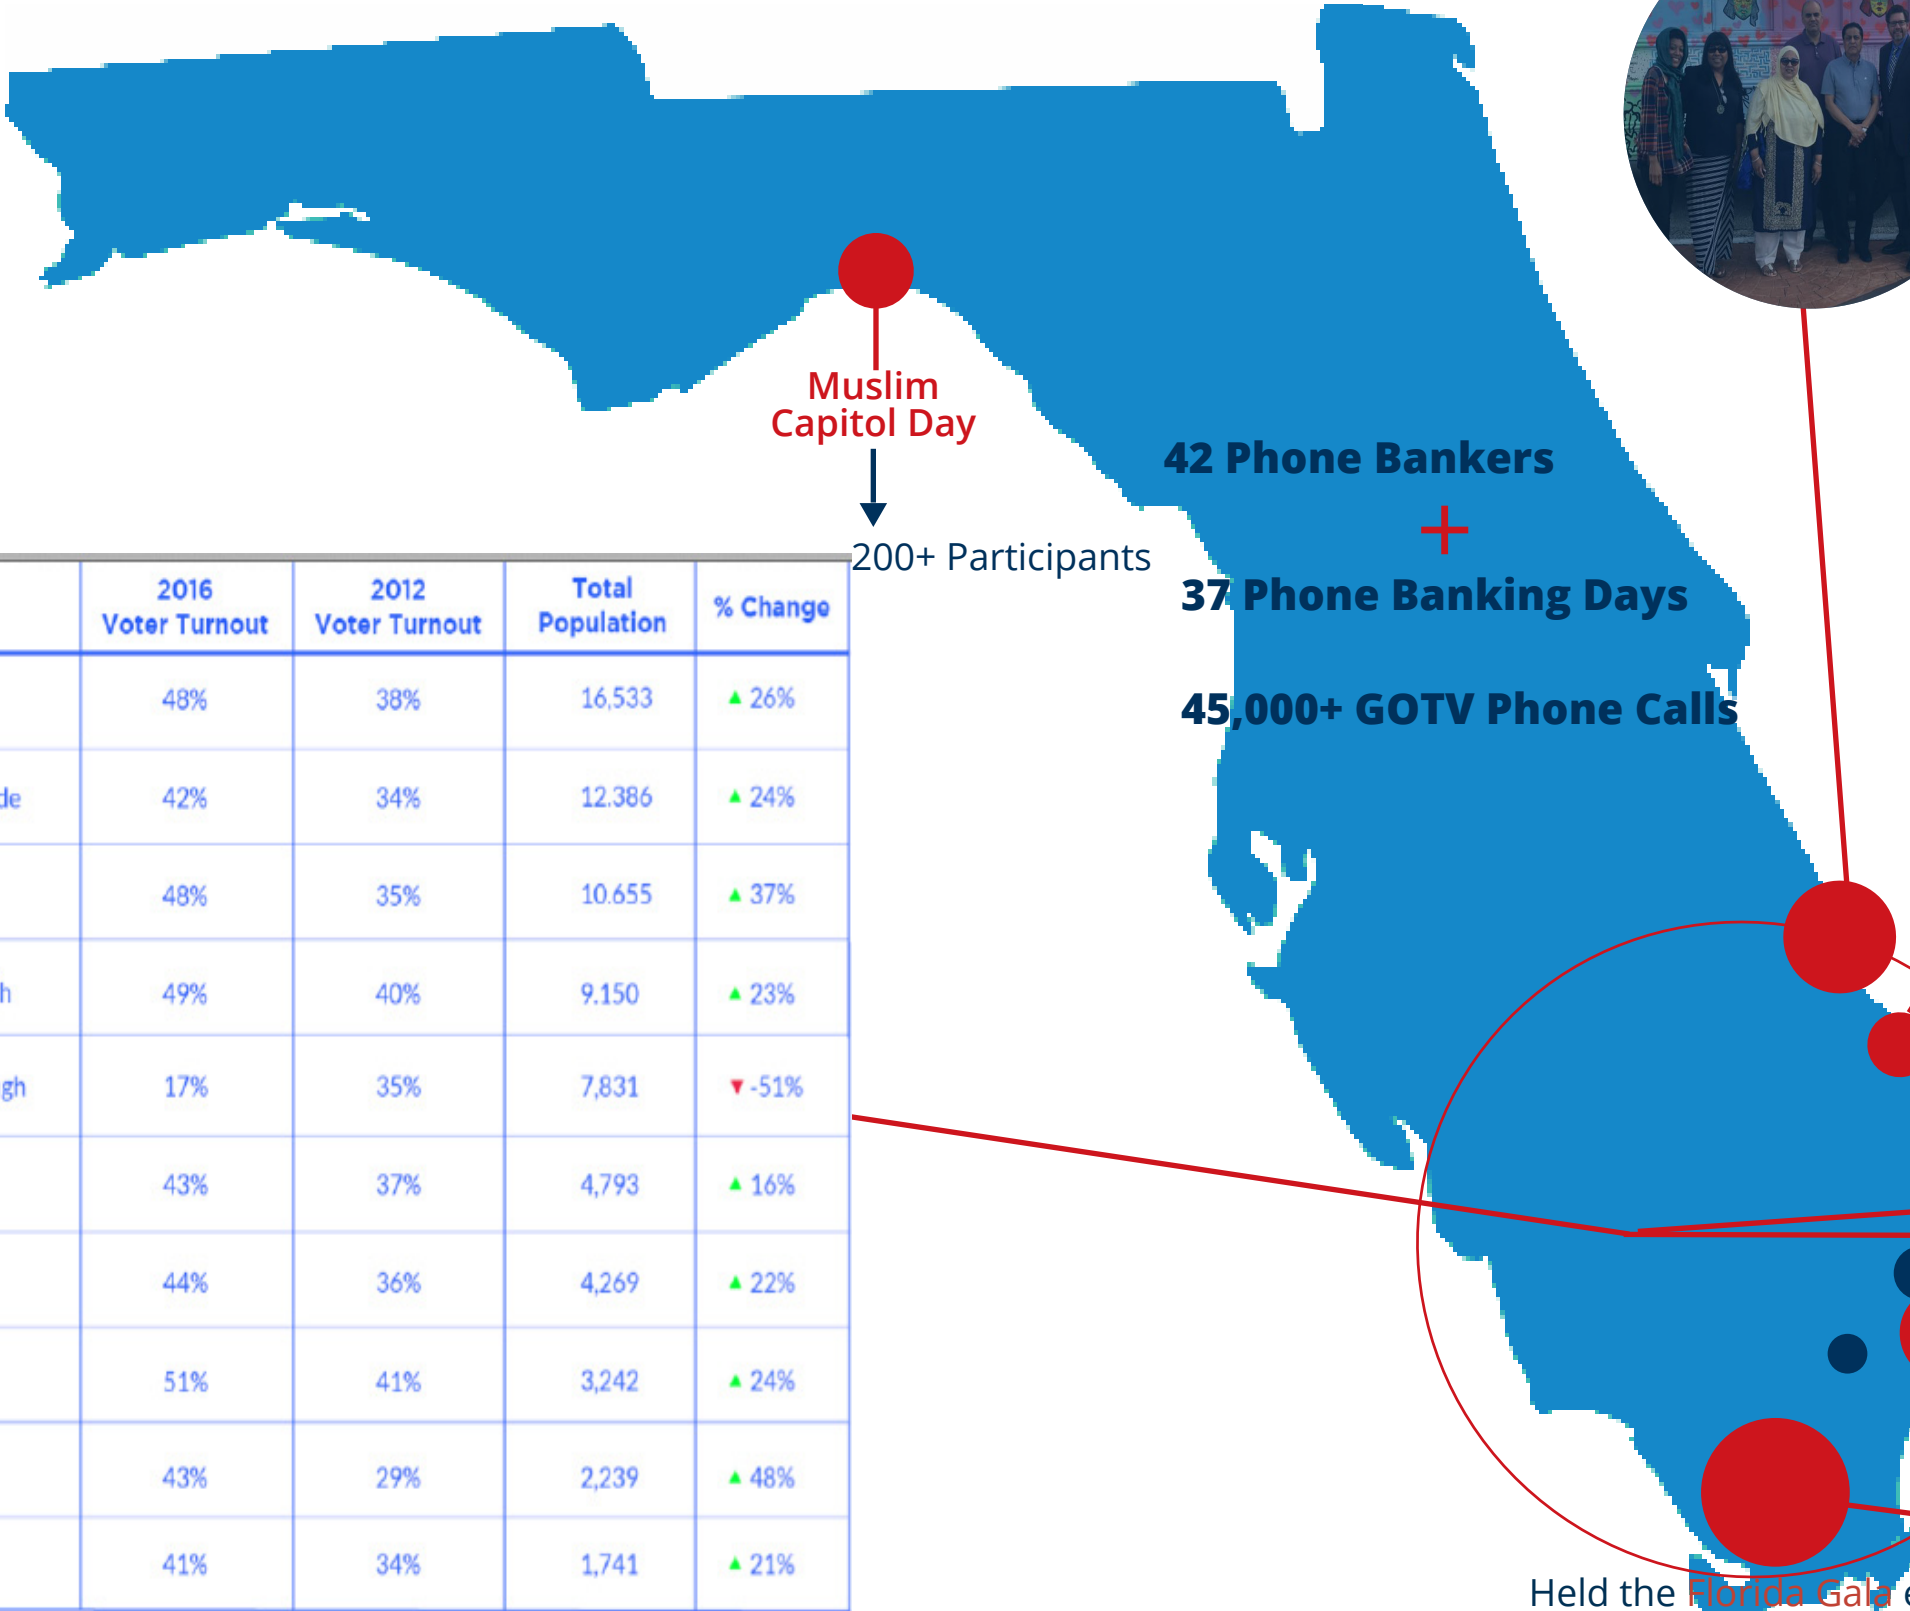 Muslim
Capitol Day
200+ Participants
42 Phone Bankers
+
37 Phone Banking Days
45,000+ GOTV Phone Calls
2016 Voter Turnout 2012 Voter Turnout Total Population % Change
48% 38% 16,533 ▲ 26%
de 42% 34% 12.386 ▲ 24%
48% 35% 10.655 ▲ 37%
h 49% 40% 9.150 ▲ 23%
gh 17% 35% 7,831 ▼ -51%
43% 37% 4,793 ▲ 16%
44% 36% 4,269 ▲ 22%
51% 41% 3,242 ▲ 24%
43% 29% 2,239 ▲ 48%
41% 34% 1,741 ▲ 21%
Held the Florida Gala